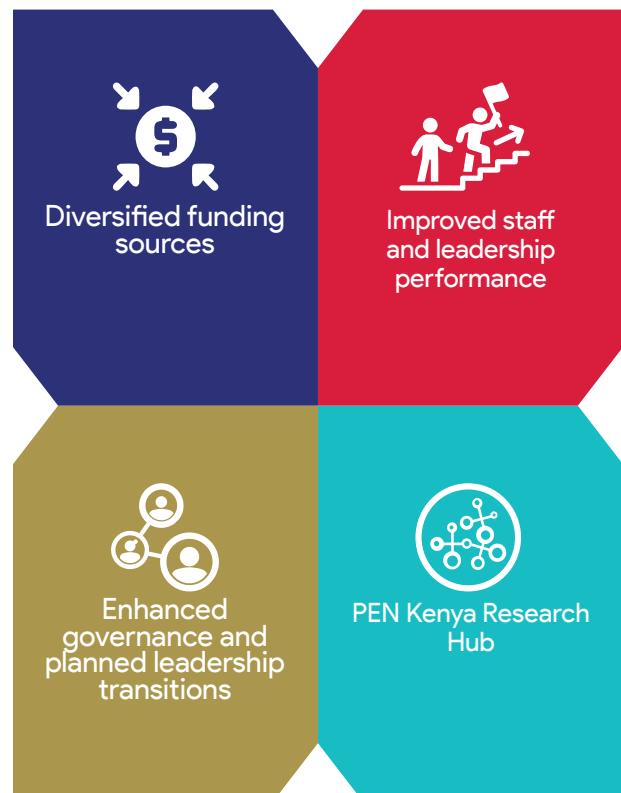 Diversified funding
sources
Improved staff
and leadership
performance
Enhanced
governance and
planned leadership
transitions
PEN Kenya Research
Hub